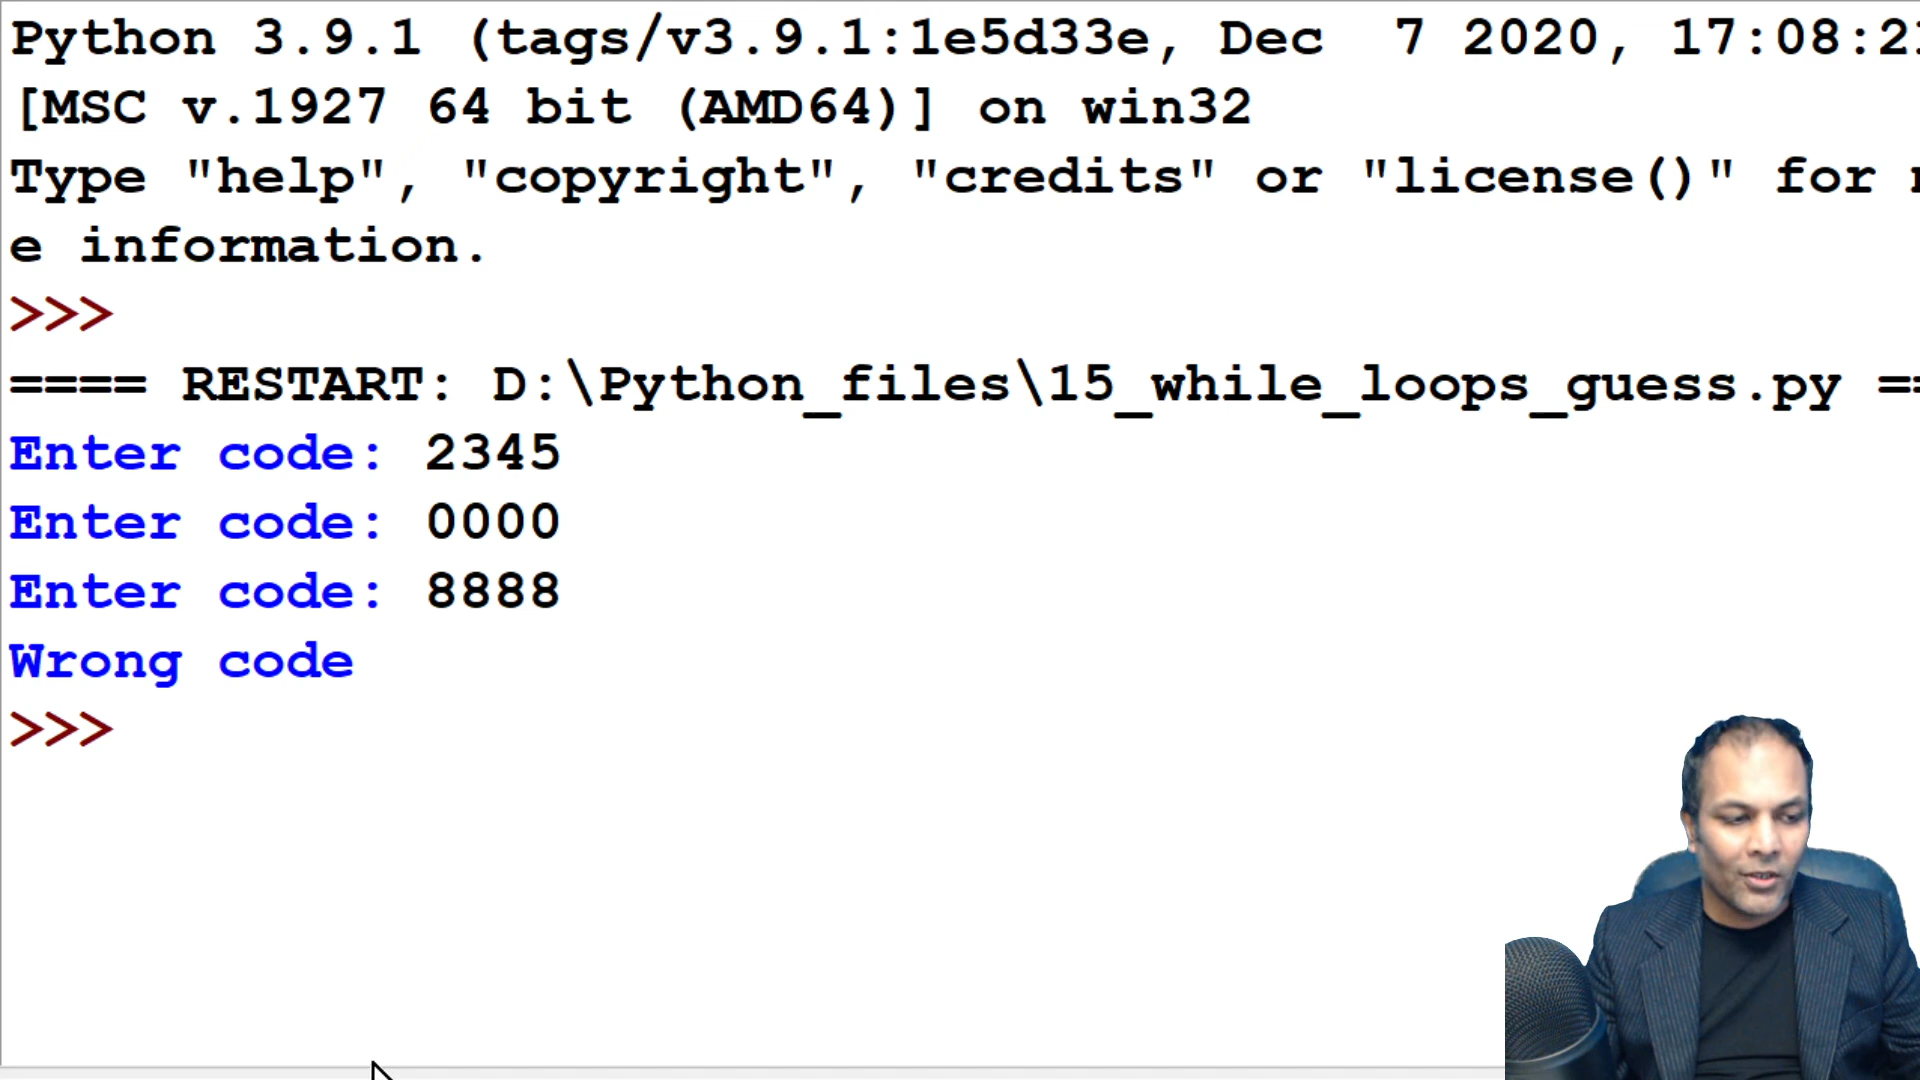 Python 3.9.1 (tags/v3.9.1:1e5d33e, Dec  7 2020, 17:08:2
[MSC v.1927 64 bit (AMD64)] on win32
Type "help", "copyright", "credits" or "license()" for
e information.
>>>
==== RESTART: D:\Python_files\15_while_loops_guess.py ==
Enter code: 2345
Enter code: 0000
Enter code: 8888
Wrong code
>>>